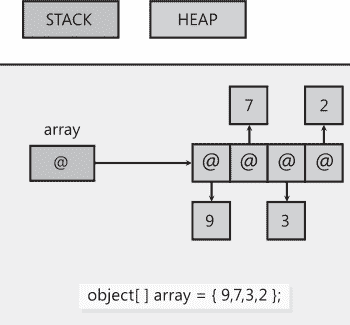 STACK HEAP
7 2
array
@ @ @ @ @
9 3
object[ ] array = { 9,7,3,2 };